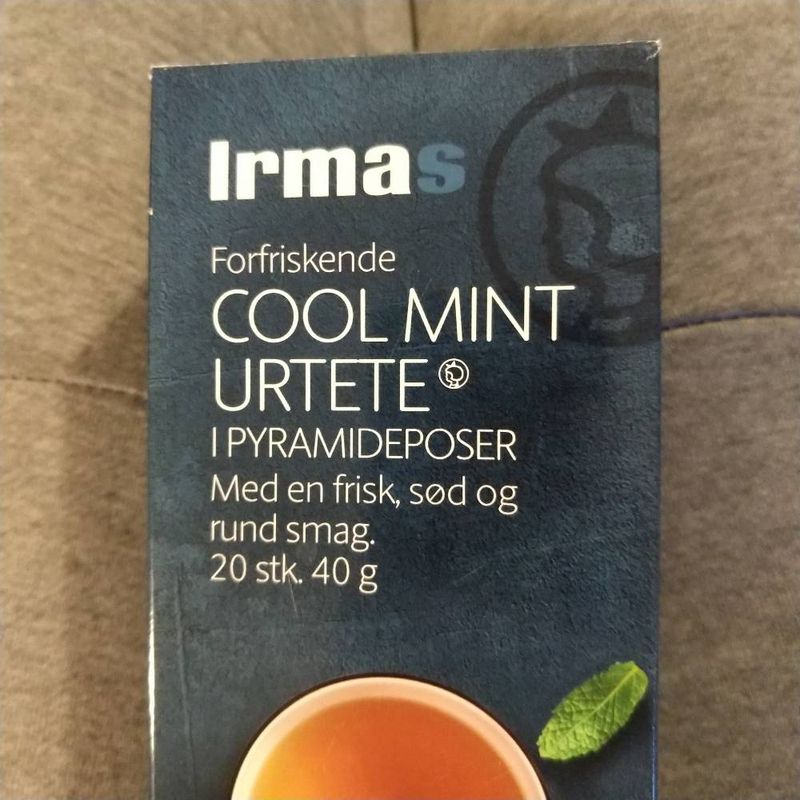 Irmas
Forfriskende
COOL MINT
URTETE
I PYRAMIDEPOSER
Med en frisk, sød og
rund smag.
20 stk. 40 g